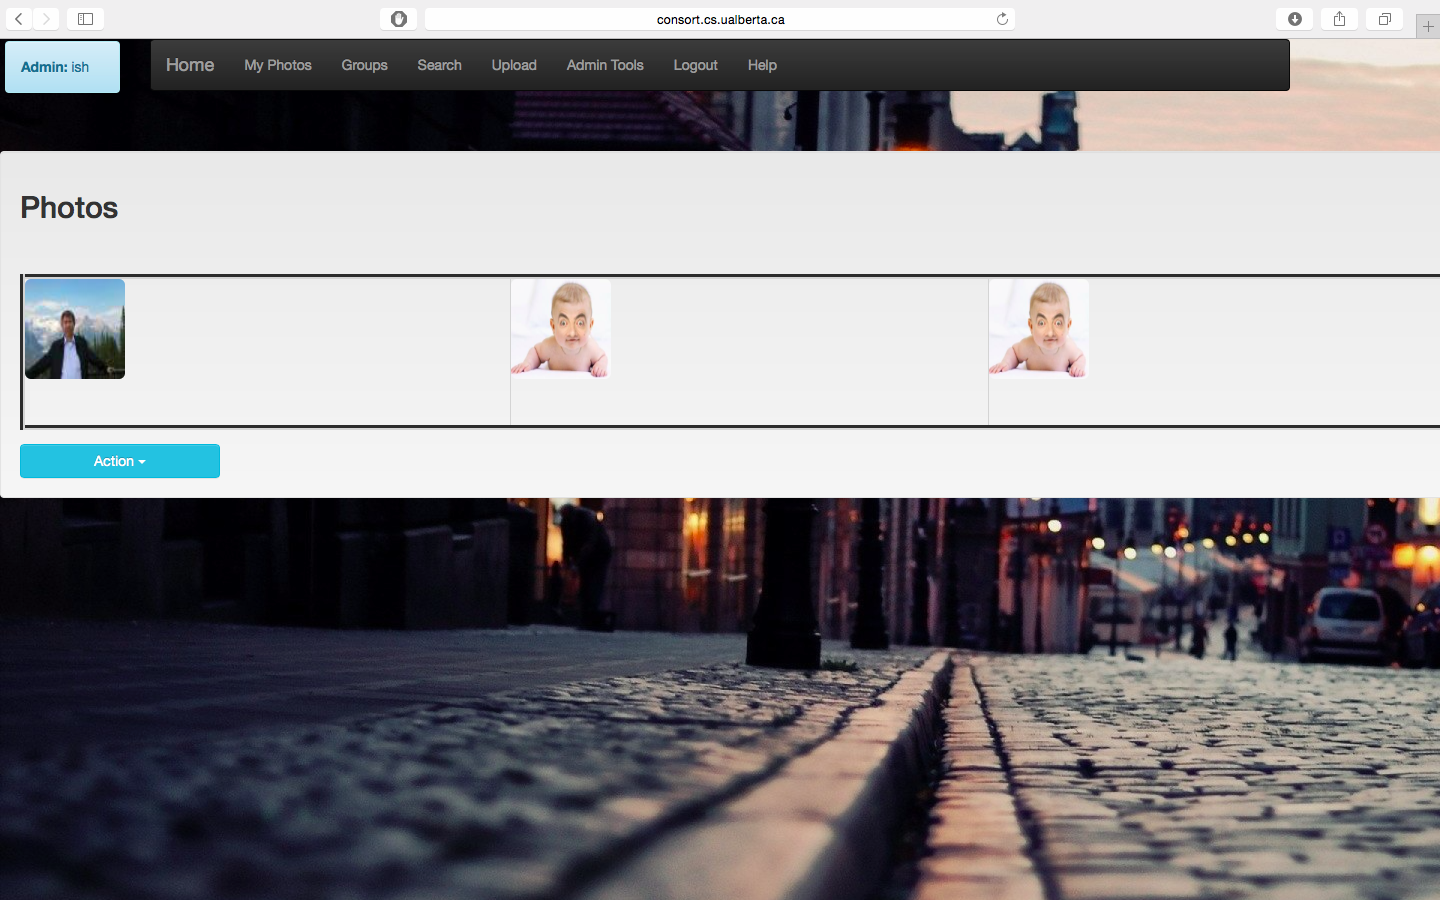 consort.cs.ualberta.ca
Admin: ish
Home My Photos Groups Search Upload Admin Tools Logout Help
Photos
Action